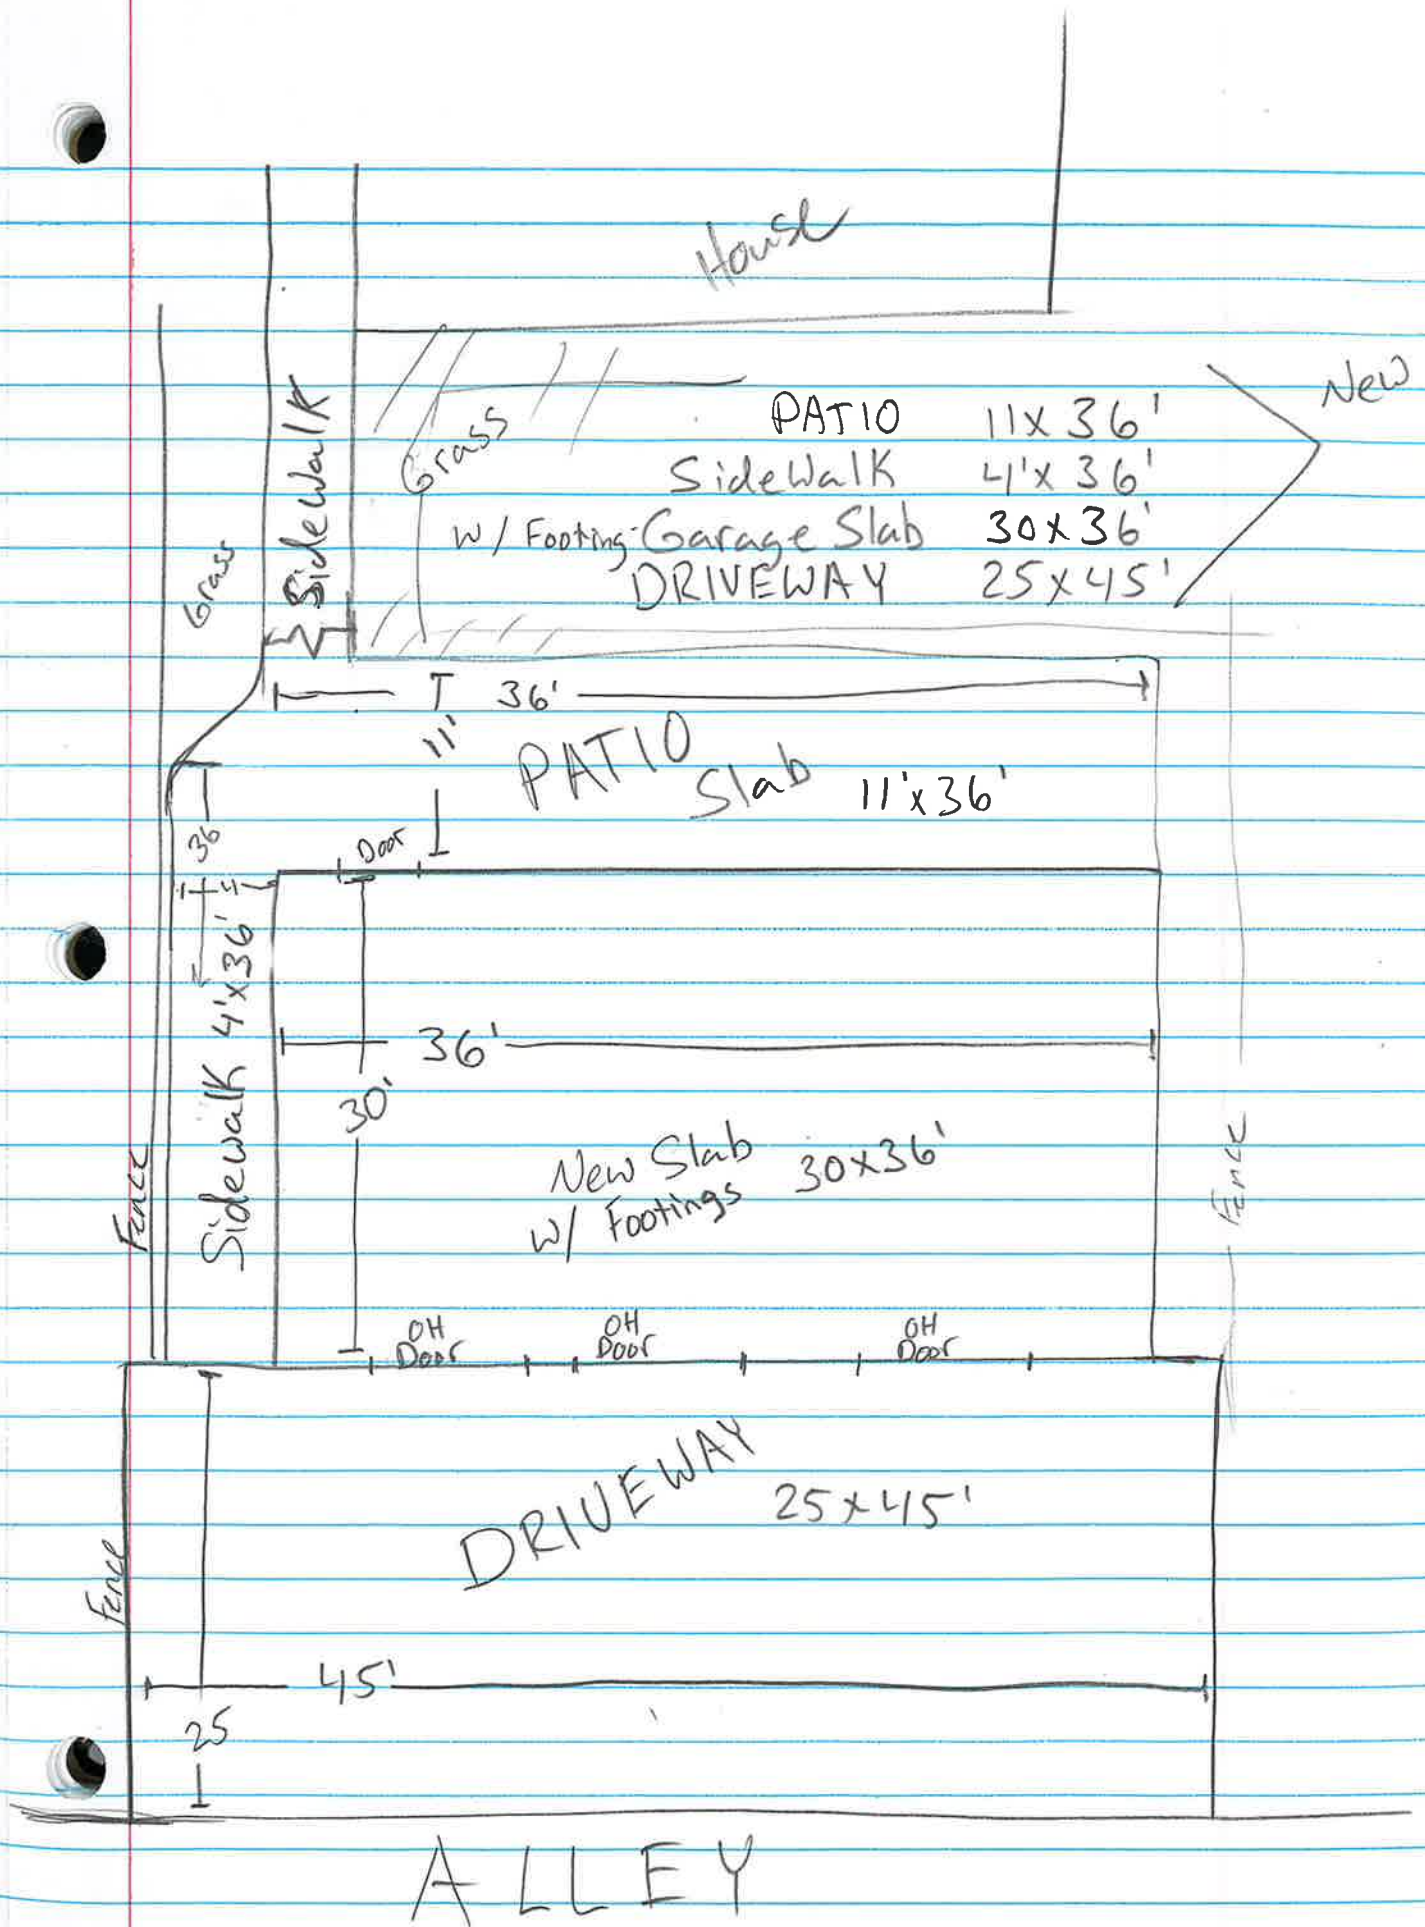 House
New
PATIO 11x36'
Sidewalk 4'x36'
w/ Footing-Garage Slab 30x36'
DRIVEWAY 25x45'
Sidewalk
Grass
Grass
36'
11'
PATIO
Slab 11'x36'
36
Door
4'
Sidewalk 4'x36'
36'
30'
New Slab
w/ Footings 30x36'
Fence
Fence
OH
Door
OH
Door
OH
Door
DRIVEWAY 25x45'
Fence
45'
25
ALLEY